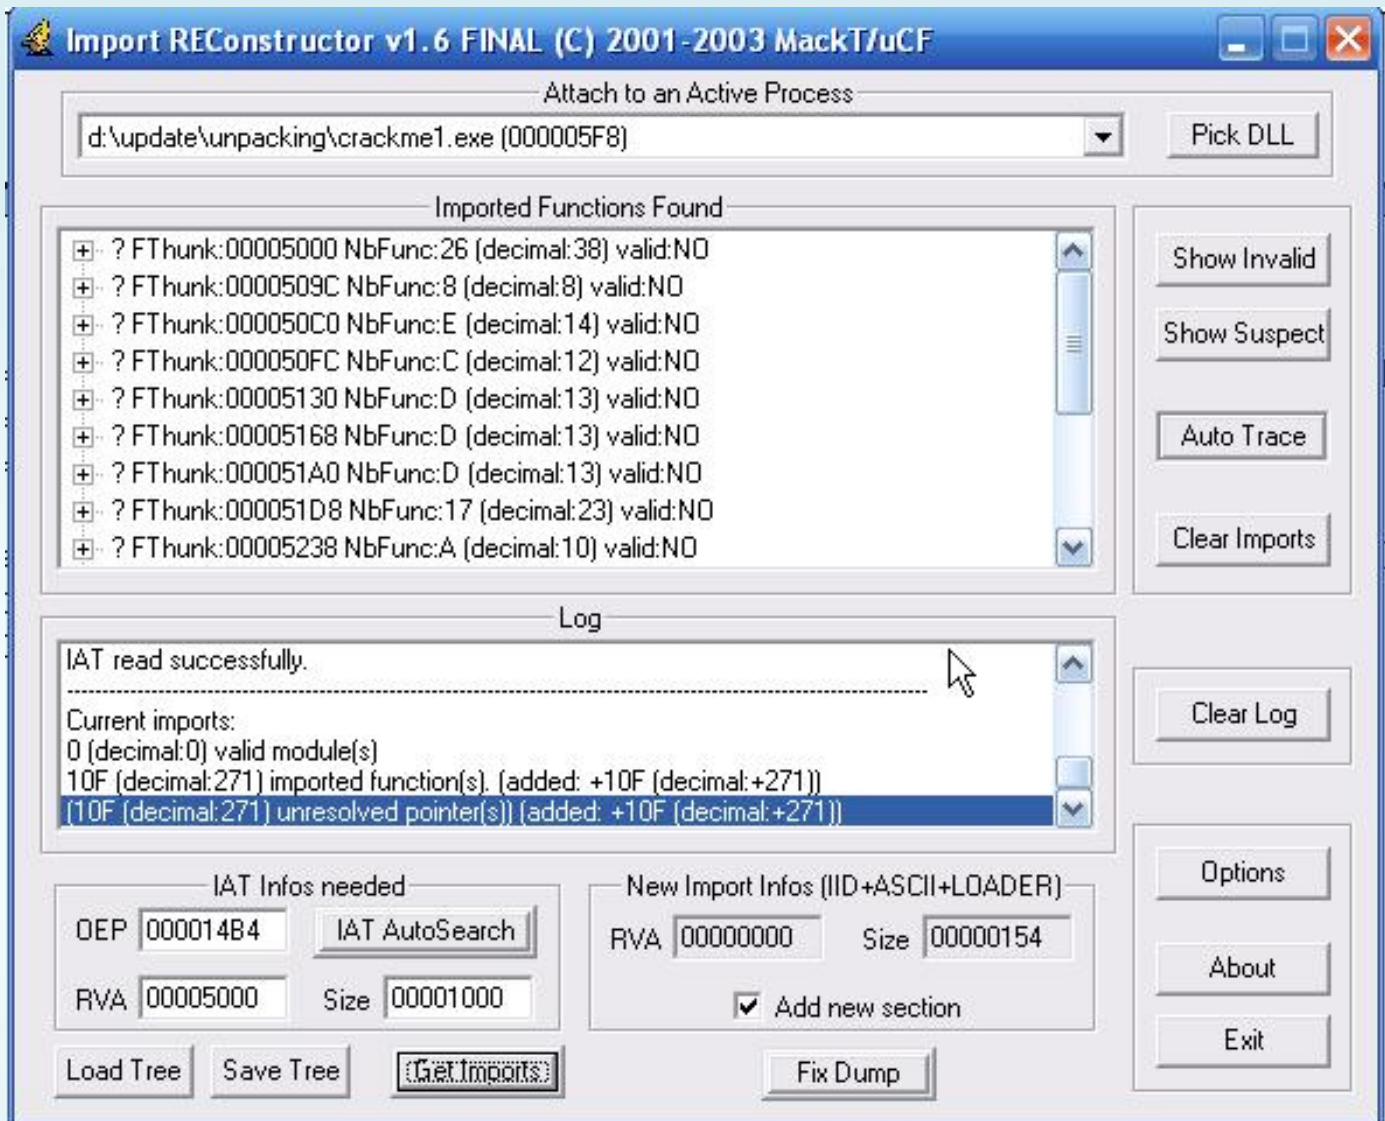 Import REConstructor v1.6 FINAL (C) 2001-2003 MackT/uCF
Attach to an Active Process
d:\update\unpacking\crackme1.exe (000005F8)
Pick DLL
Imported Functions Found
? FThunk:00005000 NbFunc:26 (decimal:38) valid:NO
? FThunk:0000509C NbFunc:8 (decimal:8) valid:NO
? FThunk:000050C0 NbFunc:E (decimal:14) valid:NO
? FThunk:000050FC NbFunc:C (decimal:12) valid:NO
? FThunk:00005130 NbFunc:D (decimal:13) valid:NO
? FThunk:00005168 NbFunc:D (decimal:13) valid:NO
? FThunk:000051A0 NbFunc:D (decimal:13) valid:NO
? FThunk:000051D8 NbFunc:17 (decimal:23) valid:NO
? FThunk:00005238 NbFunc:A (decimal:10) valid:NO
Show Invalid
Show Suspect
Auto Trace
Clear Imports
Log
IAT read successfully.
---------------------------------------------------------------------------------------------------------------------------
Current imports:
0 (decimal:0) valid module(s)
10F (decimal:271) imported function(s). (added: +10F (decimal:+271))
(10F (decimal:271) unresolved pointer(s)) (added: +10F (decimal:+271))
Clear Log
IAT Infos needed
OEP 000014B4 IAT AutoSearch
RVA 00005000 Size 00001000
New Import Infos (IID+ASCII+LOADER)
RVA 00000000 Size 00000154
Add new section
Options
About
Exit
Load Tree Save Tree Get Imports Fix Dump